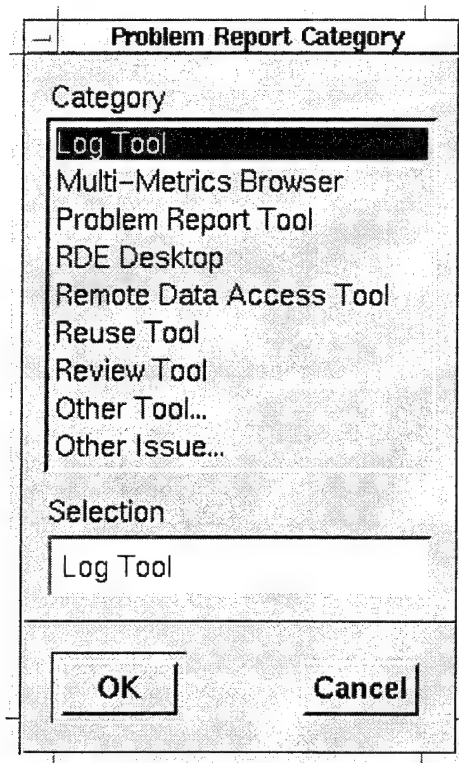 Problem Report Category
Category
Log Tool
Multi-Metrics Browser
Problem Report Tool
RDE Desktop
Remote Data Access Tool
Reuse Tool
Review Tool
Other Tool...
Other Issue...
Selection
Log Tool
OK Cancel